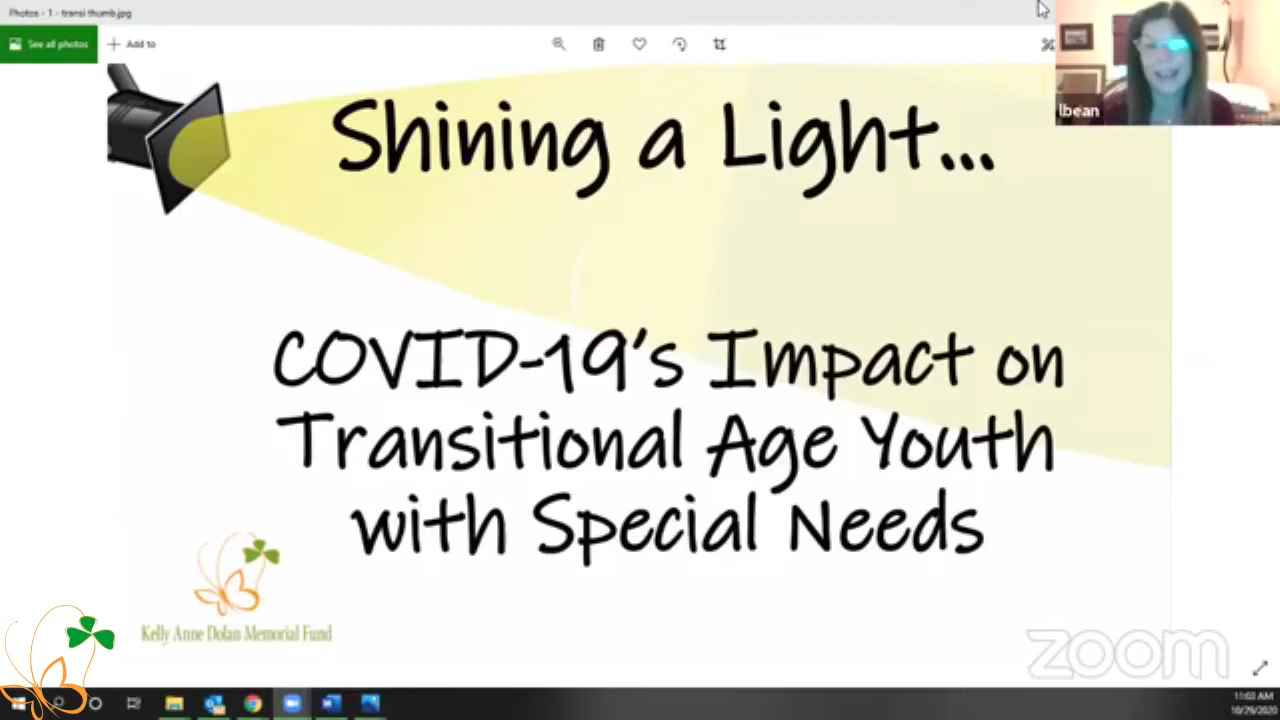 Photos - 1 - transi thumb.jpg
See all photos
Add to
lbean
Shining a Light...
COVID-19's Impact on
Transitional Age Youth
with Special Needs
Kelly Anne Dolan Memorial Fund
zoom
11:03 AM
10/29/2020